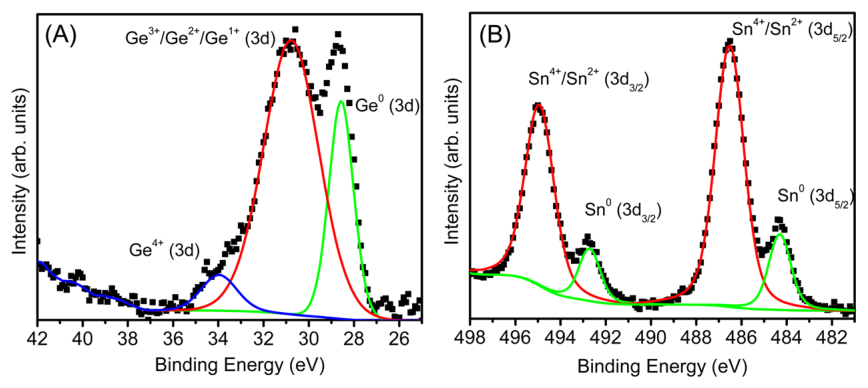 (A)
Ge³⁺/Ge²⁺/Ge¹⁺ (3d)
Ge⁰ (3d)
Ge⁴⁺ (3d)
Intensity (arb. units)
42 40 38 36 34 32 30 28 26
Binding Energy (eV)
(B)
Sn⁴⁺/Sn²⁺ (3d₅/₂)
Sn⁴⁺/Sn²⁺ (3d₃/₂)
Sn⁰ (3d₃/₂)
Sn⁰ (3d₅/₂)
Intensity (arb. units)
498 496 494 492 490 488 486 484 482
Binding Energy (eV)